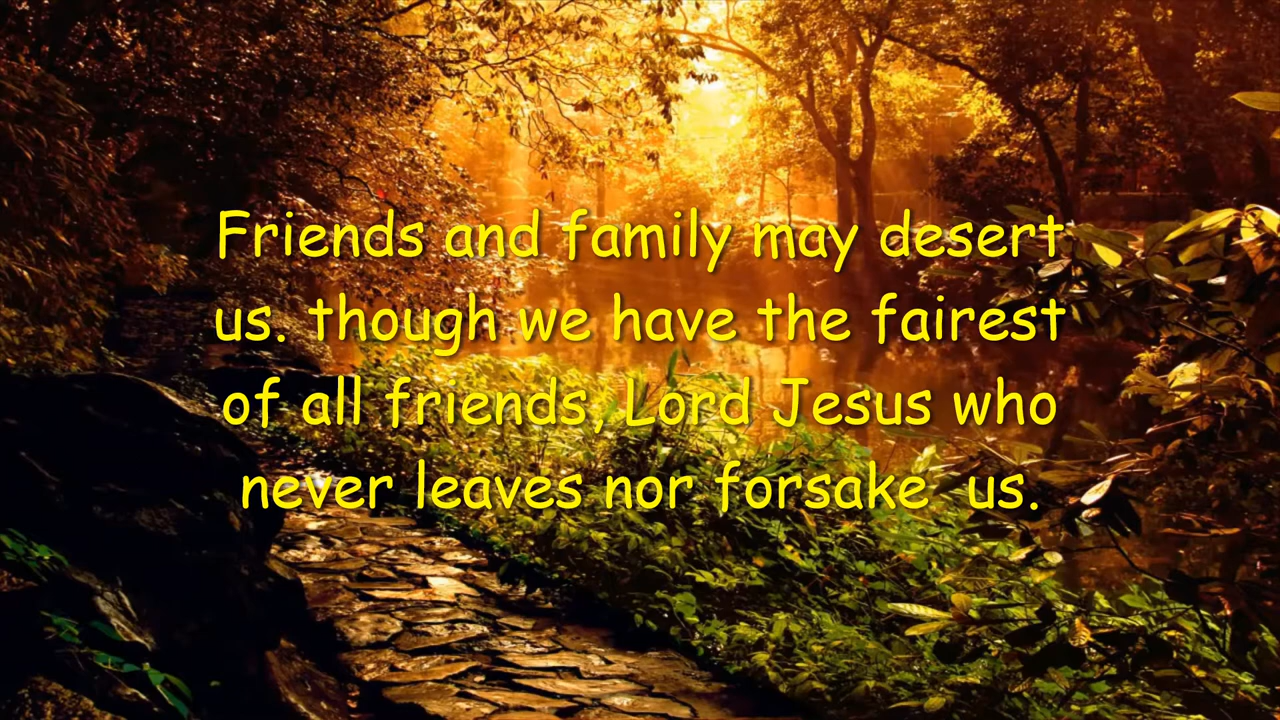 Friends and family may desert
us. though we have the fairest
of all friends, Lord Jesus who
never leaves nor forsake  us.